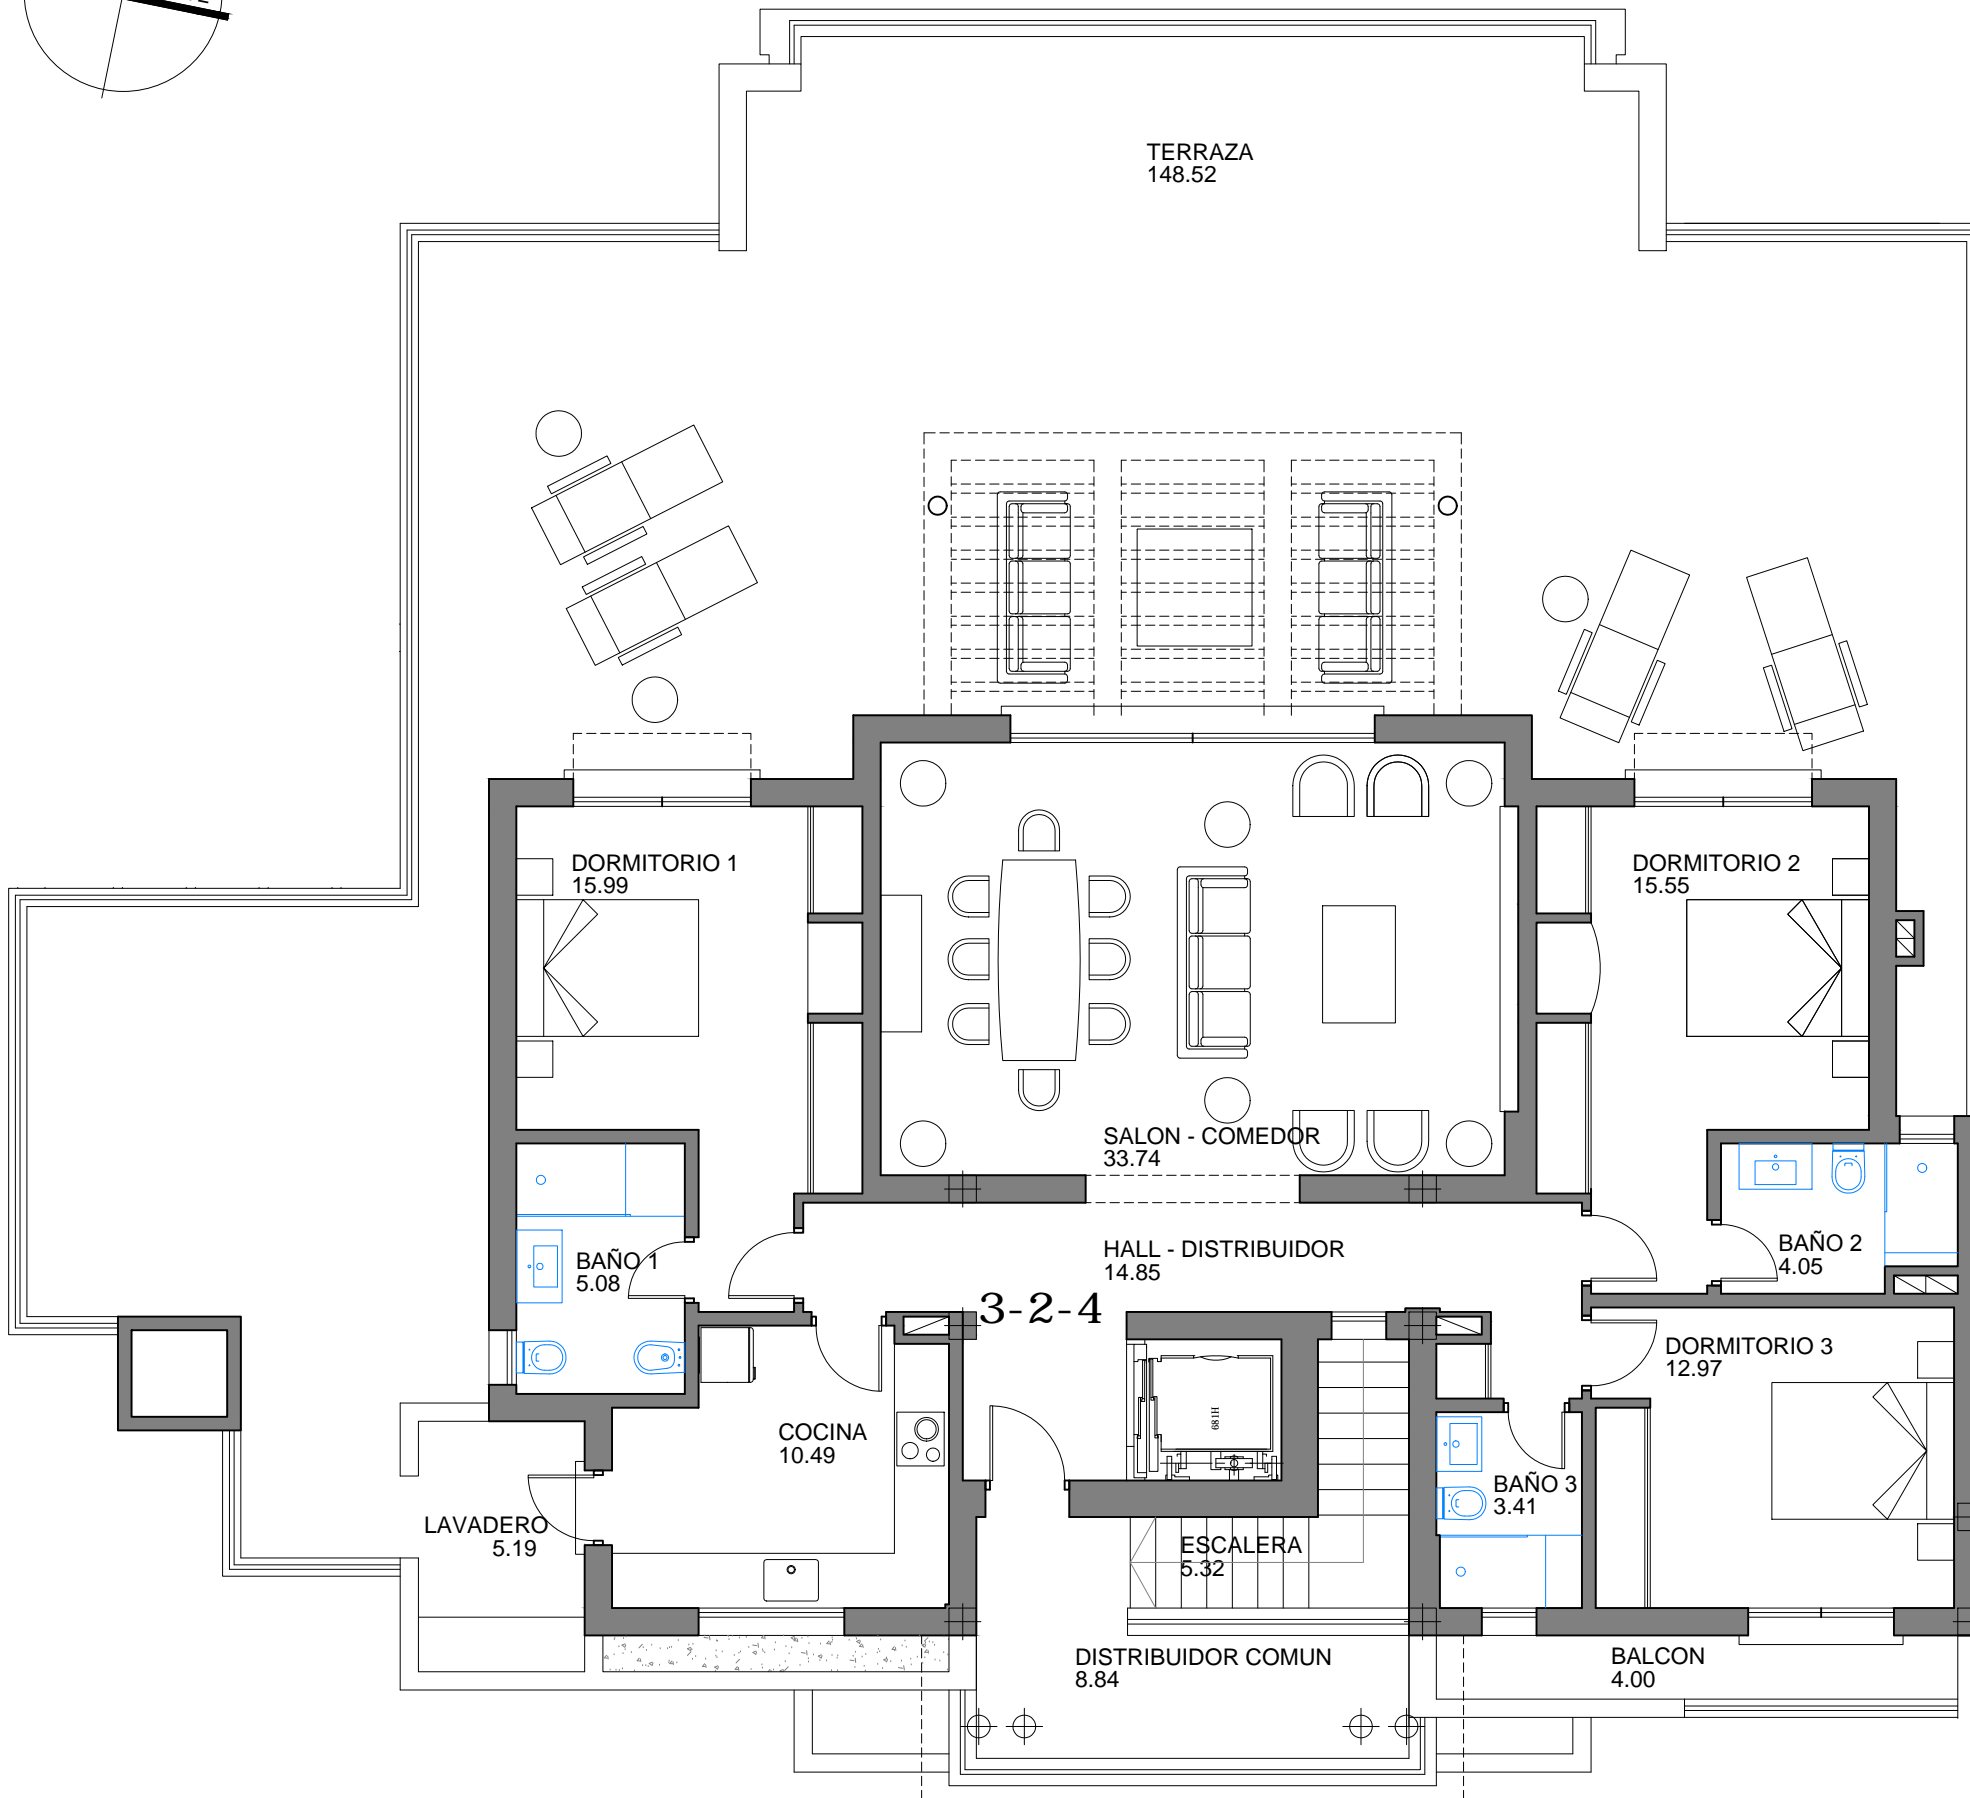 TERRAZA
148.52
DORMITORIO 1
15.99
DORMITORIO 2
15.55
SALON - COMEDOR
33.74
HALL - DISTRIBUIDOR
14.85
BAÑO 1
5.08
BAÑO 2
4.05
3-2-4
DORMITORIO 3
12.97
COCINA
10.49
681H
BAÑO 3
3.41
LAVADERO
5.19
ESCALERA
5.32
DISTRIBUIDOR COMUN
8.84
BALCON
4.00